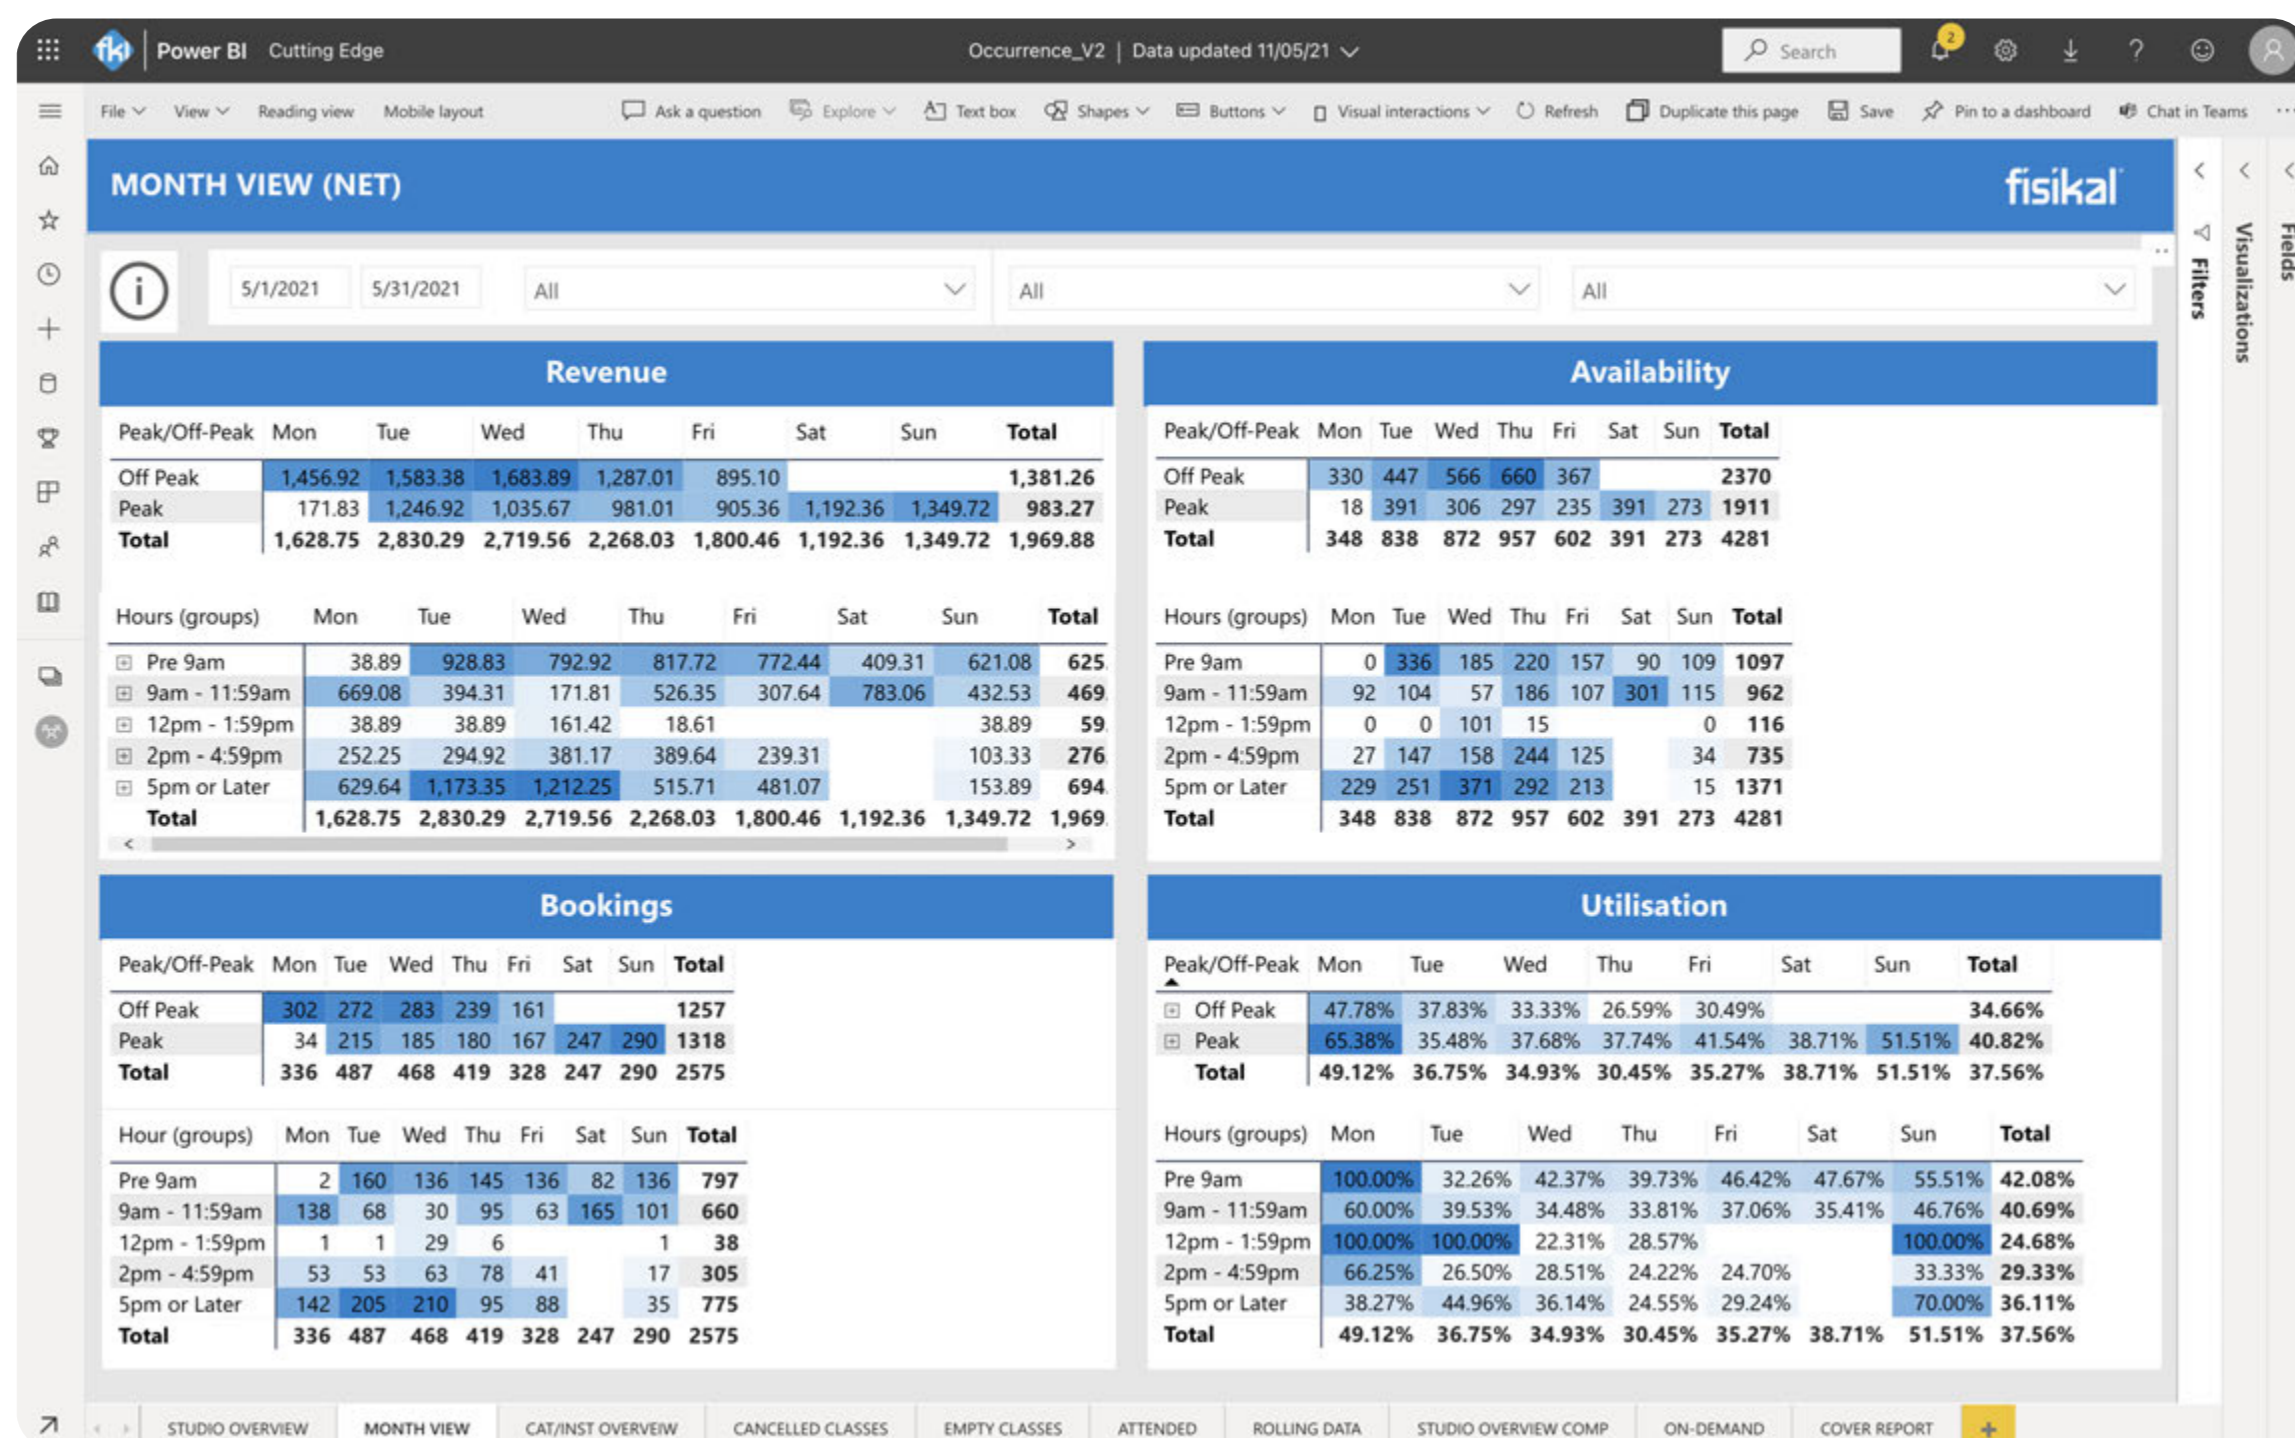 fkl Power BI Cutting Edge Occurrence_V2 | Data updated 11/05/21 Search 2 ?
File View Reading view Mobile layout Ask a question Explore Text box Shapes Buttons Visual interactions Refresh Duplicate this page Save Pin to a dashboard Chat in Teams ...
MONTH VIEW (NET) fisikal
i 5/1/2021 5/31/2021 All All All
Filters
Visualizations
Fields
Revenue
Peak/Off-Peak Mon Tue Wed Thu Fri Sat Sun Total
Off Peak 1,456.92 1,583.38 1,683.89 1,287.01 895.10 1,381.26
Peak 171.83 1,246.92 1,035.67 981.01 905.36 1,192.36 1,349.72 983.27
Total 1,628.75 2,830.29 2,719.56 2,268.03 1,800.46 1,192.36 1,349.72 1,969.88
Hours (groups) Mon Tue Wed Thu Fri Sat Sun Total
Pre 9am 38.89 928.83 792.92 817.72 772.44 409.31 621.08 625.
9am - 11:59am 669.08 394.31 171.81 526.35 307.64 783.06 432.53 469.
12pm - 1:59pm 38.89 38.89 161.42 18.61 38.89 59.
2pm - 4:59pm 252.25 294.92 381.17 389.64 239.31 103.33 276.
5pm or Later 629.64 1,173.35 1,212.25 515.71 481.07 153.89 694.
Total 1,628.75 2,830.29 2,719.56 2,268.03 1,800.46 1,192.36 1,349.72 1,969.
Availability
Peak/Off-Peak Mon Tue Wed Thu Fri Sat Sun Total
Off Peak 330 447 566 660 367 2370
Peak 18 391 306 297 235 391 273 1911
Total 348 838 872 957 602 391 273 4281
Hours (groups) Mon Tue Wed Thu Fri Sat Sun Total
Pre 9am 0 336 185 220 157 90 109 1097
9am - 11:59am 92 104 57 186 107 301 115 962
12pm - 1:59pm 0 0 101 15 0 116
2pm - 4:59pm 27 147 158 244 125 34 735
5pm or Later 229 251 371 292 213 15 1371
Total 348 838 872 957 602 391 273 4281
Bookings
Peak/Off-Peak Mon Tue Wed Thu Fri Sat Sun Total
Off Peak 302 272 283 239 161 1257
Peak 34 215 185 180 167 247 290 1318
Total 336 487 468 419 328 247 290 2575
Hour (groups) Mon Tue Wed Thu Fri Sat Sun Total
Pre 9am 2 160 136 145 136 82 136 797
9am - 11:59am 138 68 30 95 63 165 101 660
12pm - 1:59pm 1 1 29 6 1 38
2pm - 4:59pm 53 53 63 78 41 17 305
5pm or Later 142 205 210 95 88 35 775
Total 336 487 468 419 328 247 290 2575
Utilisation
Peak/Off-Peak Mon Tue Wed Thu Fri Sat Sun Total
Off Peak 47.78% 37.83% 33.33% 26.59% 30.49% 34.66%
Peak 65.38% 35.48% 37.68% 37.74% 41.54% 38.71% 51.51% 40.82%
Total 49.12% 36.75% 34.93% 30.45% 35.27% 38.71% 51.51% 37.56%
Hours (groups) Mon Tue Wed Thu Fri Sat Sun Total
Pre 9am 100.00% 32.26% 42.37% 39.73% 46.42% 47.67% 55.51% 42.08%
9am - 11:59am 60.00% 39.53% 34.48% 33.81% 37.06% 35.41% 46.76% 40.69%
12pm - 1:59pm 100.00% 100.00% 22.31% 28.57% 100.00% 24.68%
2pm - 4:59pm 66.25% 26.50% 28.51% 24.22% 24.70% 33.33% 29.33%
5pm or Later 38.27% 44.96% 36.14% 24.55% 29.24% 70.00% 36.11%
Total 49.12% 36.75% 34.93% 30.45% 35.27% 38.71% 51.51% 37.56%
STUDIO OVERVIEW MONTH VIEW CAT/INST OVERVEIW CANCELLED CLASSES EMPTY CLASSES ATTENDED ROLLING DATA STUDIO OVERVIEW COMP ON-DEMAND COVER REPORT +